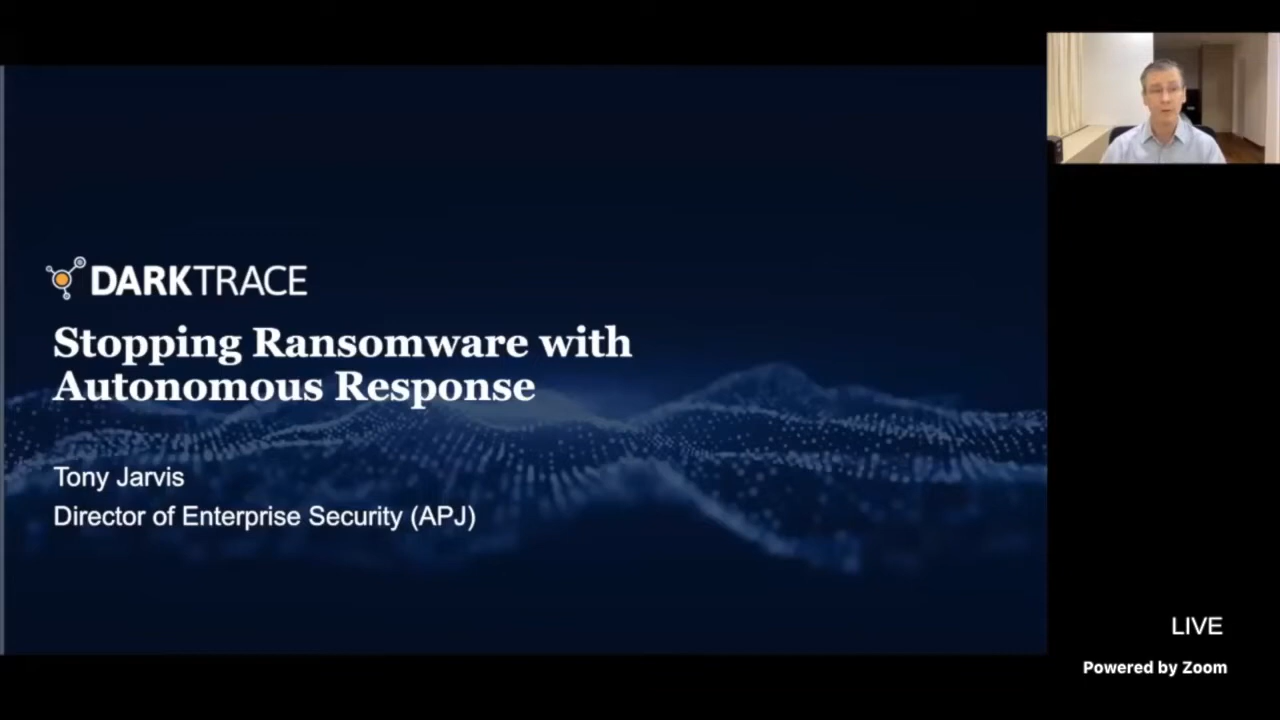 DARKTRACE
Stopping Ransomware with
Autonomous Response
Tony Jarvis
Director of Enterprise Security (APJ)
LIVE
Powered by Zoom